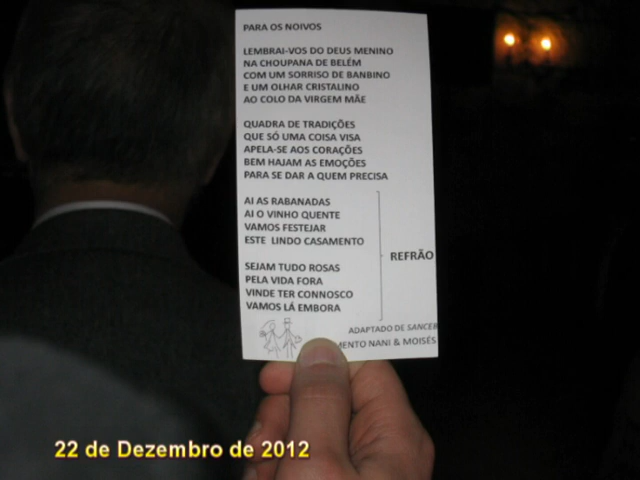 PARA OS NOIVOS
LEMBRAI-VOS DO DEUS MENINO
NA CHOUPANA DE BELÉM
COM UM SORRISO DE BANBINO
E UM OLHAR CRISTALINO
AO COLO DA VIRGEM MÃE
QUADRA DE TRADIÇÕES
QUE SÓ UMA COISA VISA
APELA-SE AOS CORAÇÕES
BEM HAJAM AS EMOÇÕES
PARA SE DAR A QUEM PRECISA
AI AS RABANADAS
AI O VINHO QUENTE
VAMOS FESTEJAR
ESTE LINDO CASAMENTO
REFRÃO
SEJAM TUDO ROSAS
PELA VIDA FORA
VINDE TER CONNOSCO
VAMOS LÁ EMBORA
ADAPTADO DE SANCEB
MENTO NANI & MOISÉS
22 de Dezembro de 2012